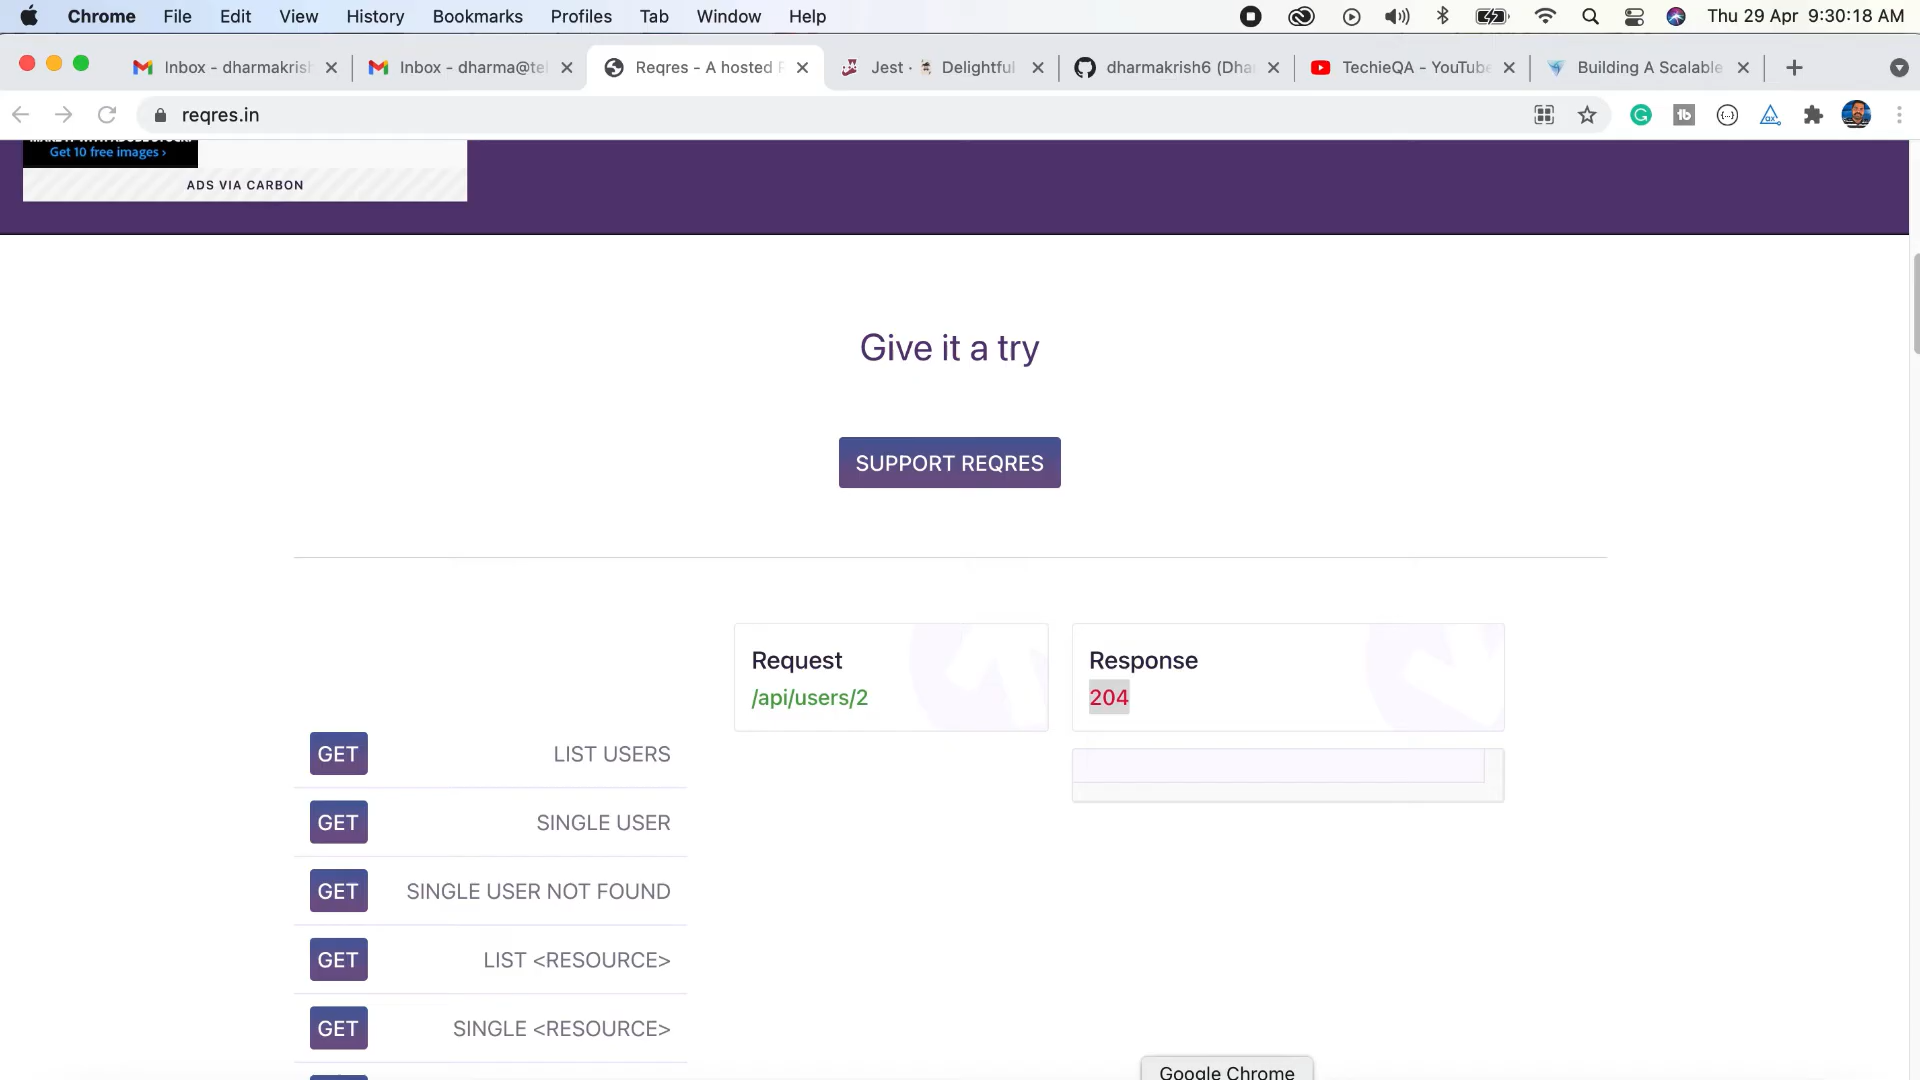 Chrome File Edit View History Bookmarks Profiles Tab Window Help Thu 29 Apr 9:30:18 AM
Inbox - dharmakrish Inbox - dharma@tel Reqres - A hosted R Jest · Delightful dharmakrish6 (Dha TechieQA - YouTube Building A Scalable
reqres.in
Get 10 free images ›
ADS VIA CARBON
Give it a try
SUPPORT REQRES
Request
/api/users/2
Response
204
GET LIST USERS
GET SINGLE USER
GET SINGLE USER NOT FOUND
GET LIST <RESOURCE>
GET SINGLE <RESOURCE>
Google Chrome